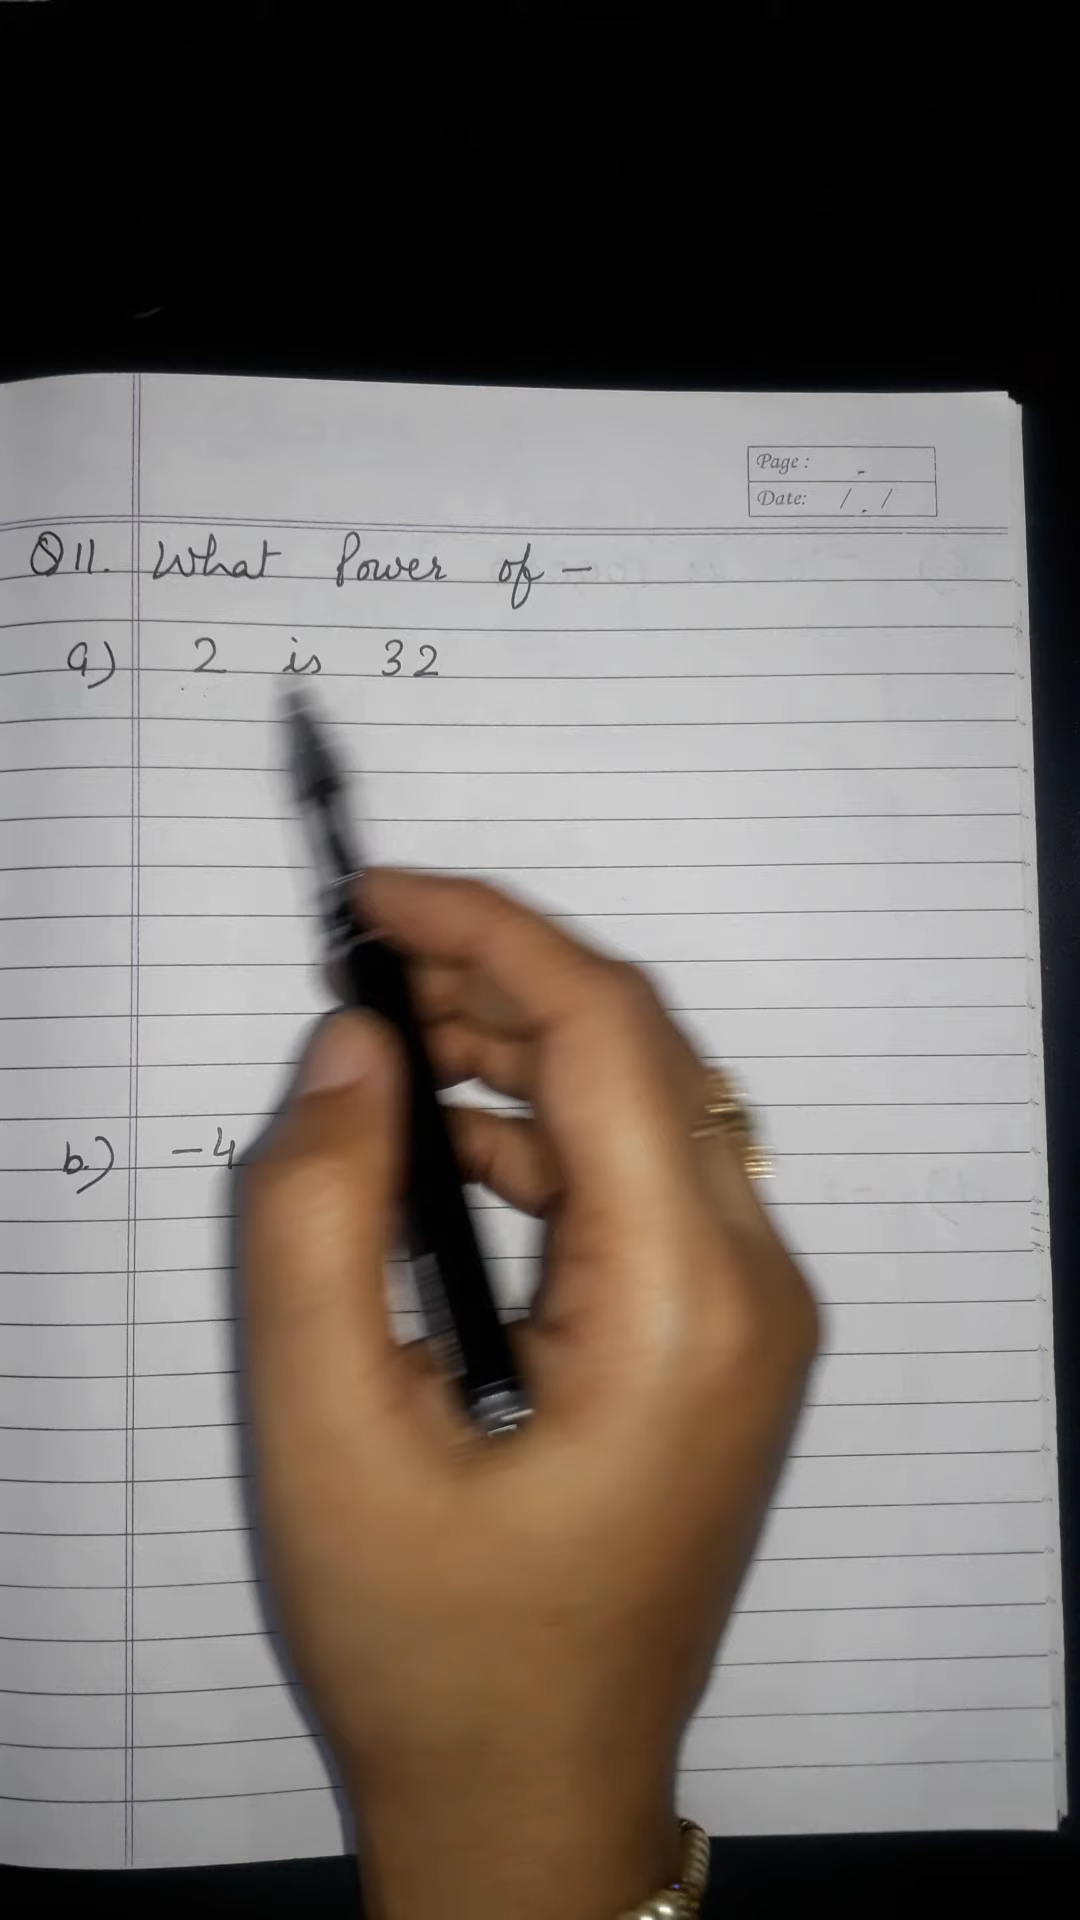 Page :
Date: / /
Q11. What Power of -
a) 2 is 32
b.) -4